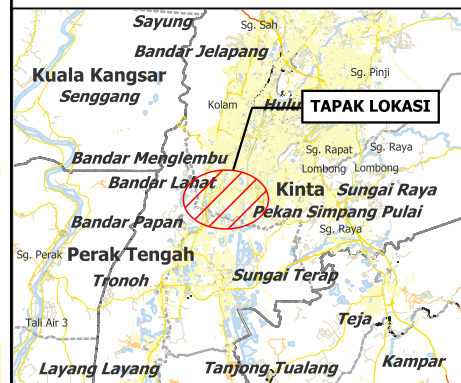 Sayung
Sg. Sah
Bandar Jelapang
Kuala Kangsar
Sg. Pinji
Senggang
Kolam
Hulu
TAPAK LOKASI
Sg. Rapat
Sg. Raya
Bandar Menglembu
Lombong
Lombong
Bandar Lahat
Kinta
Sungai Raya
Pekan Simpang Pulai
Bandar Papan
Sg. Raya
Sg. Perak
Perak Tengah
Tronoh
Sungai Terap
Tali Air 3
Teja
Layang Layang
Tanjong Tualang
Kampar